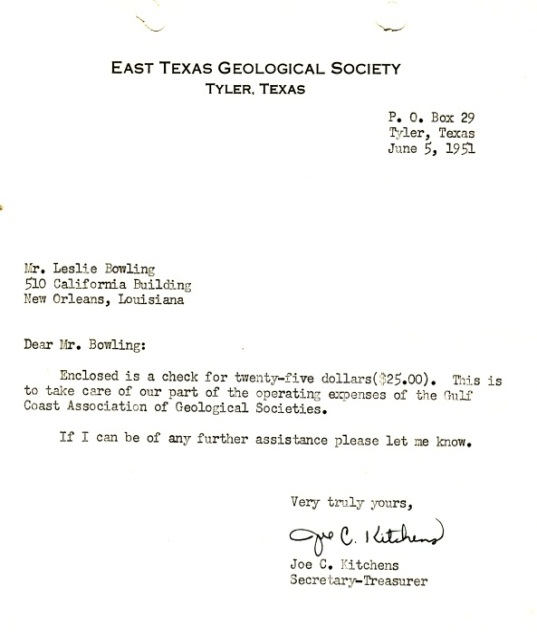 EAST TEXAS GEOLOGICAL SOCIETY
TYLER, TEXAS
P. O. Box 29
Tyler, Texas
June 5, 1951
Mr. Leslie Bowling
510 California Building
New Orleans, Louisiana
Dear Mr. Bowling:
Enclosed is a check for twenty-five dollars($25.00). This is
to take care of our part of the operating expenses of the Gulf
Coast Association of Geological Societies.
If I can be of any further assistance please let me know.
Very truly yours,
Joe C. Kitchens
Joe C. Kitchens
Secretary-Treasurer